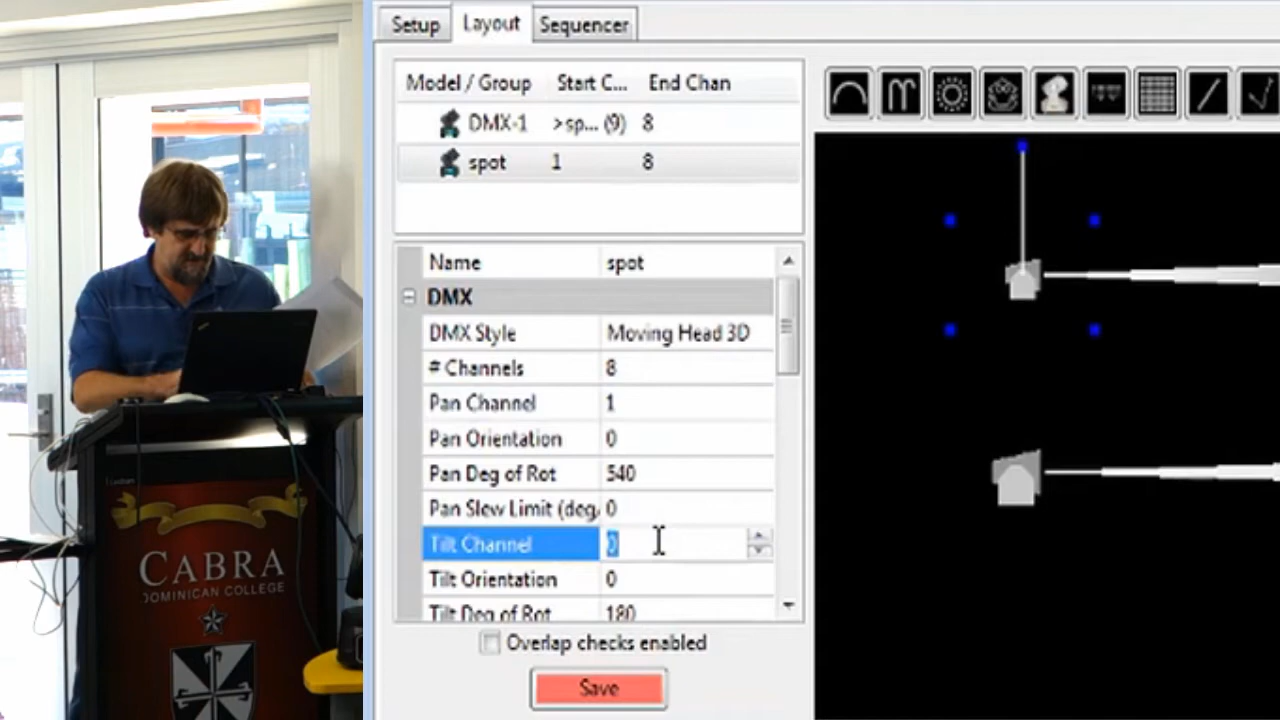 Setup Layout Sequencer
Model / Group Start C... End Chan
DMX-1 >sp... (9) 8
spot 1 8
Name spot
DMX
DMX Style Moving Head 3D
# Channels 8
Pan Channel 1
Pan Orientation 0
Pan Deg of Rot 540
Pan Slew Limit (deg/ 0
Tilt Channel 0
Tilt Orientation 0
Tilt Deg of Rot 180
Overlap checks enabled
Save
CABRA
DOMINICAN COLLEGE